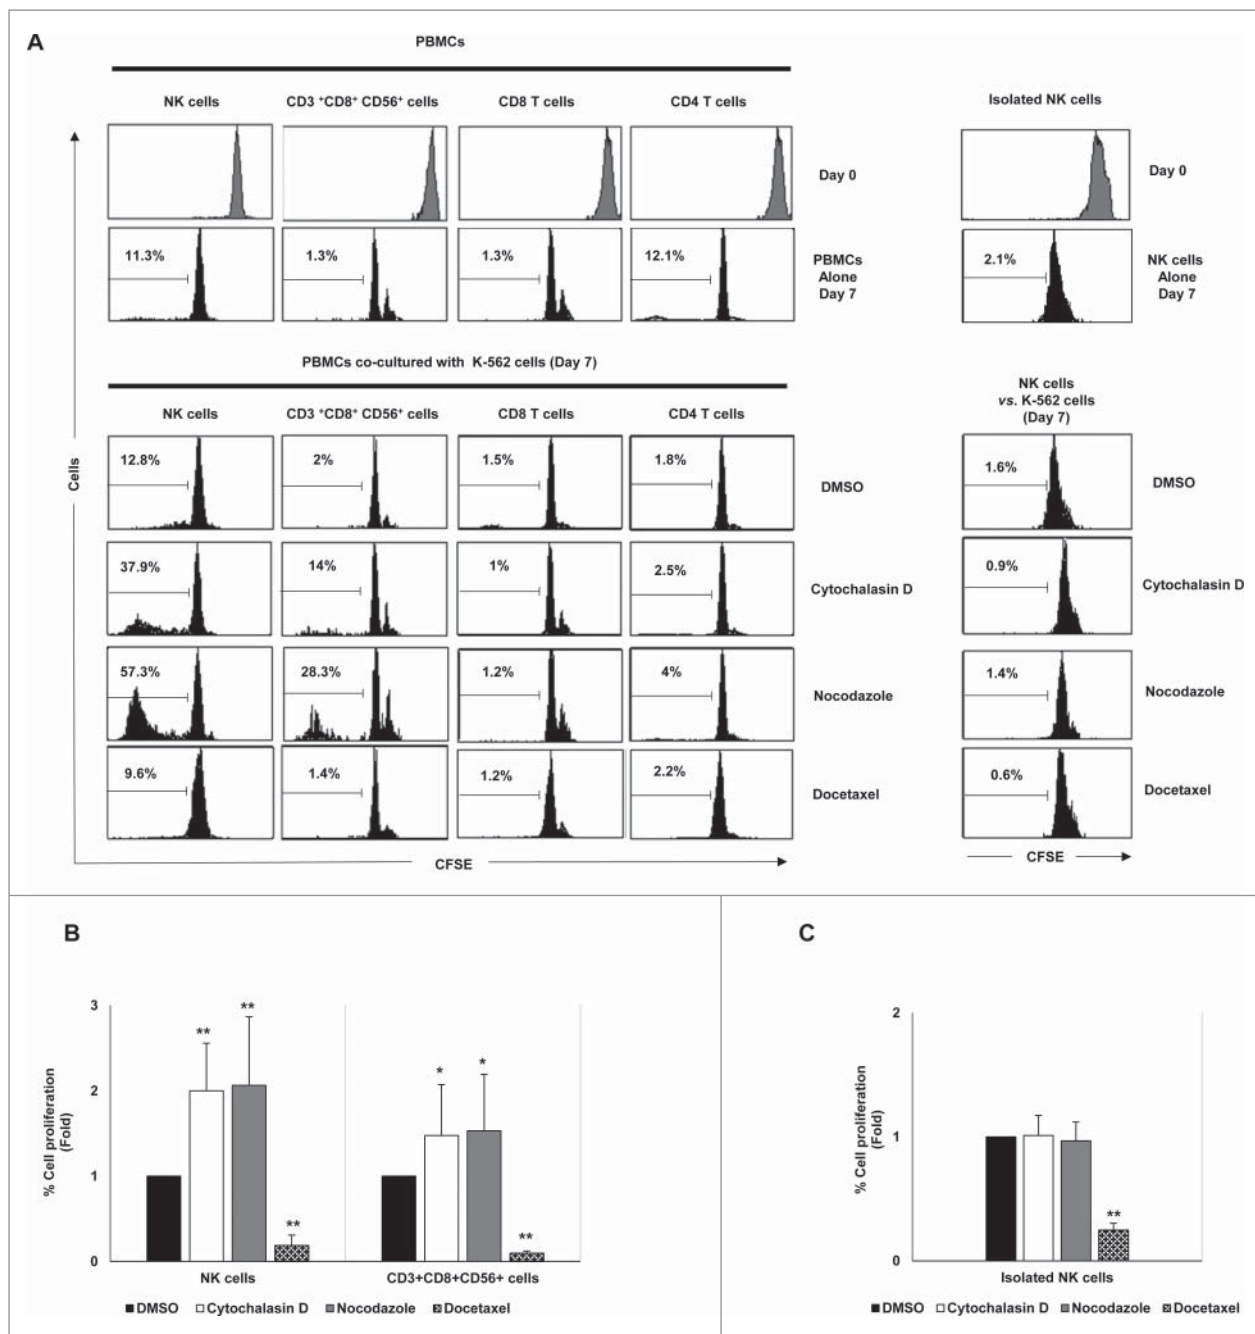 A
PBMCs
NK cells
CD3 +CD8+ CD56+ cells
CD8 T cells
CD4 T cells
Isolated NK cells
Day 0
Day 0
11.3%
1.3%
1.3%
12.1%
PBMCs
Alone
Day 7
2.1%
NK cells
Alone
Day 7
PBMCs co-cultured with K-562 cells (Day 7)
NK cells
vs. K-562 cells
(Day 7)
NK cells
CD3 +CD8+ CD56+ cells
CD8 T cells
CD4 T cells
Cells
12.8%
2%
1.5%
1.8%
DMSO
1.6%
DMSO
37.9%
14%
1%
2.5%
Cytochalasin D
0.9%
Cytochalasin D
57.3%
28.3%
1.2%
4%
Nocodazole
1.4%
Nocodazole
9.6%
1.4%
1.2%
2.2%
Docetaxel
0.6%
Docetaxel
CFSE
CFSE
B
% Cell proliferation
(Fold)
3
2
1
0
**
**
**
*
*
**
NK cells
CD3+CD8+CD56+ cells
DMSO
Cytochalasin D
Nocodazole
Docetaxel
C
% Cell proliferation
(Fold)
2
1
0
**
Isolated NK cells
DMSO
Cytochalasin D
Nocodazole
Docetaxel